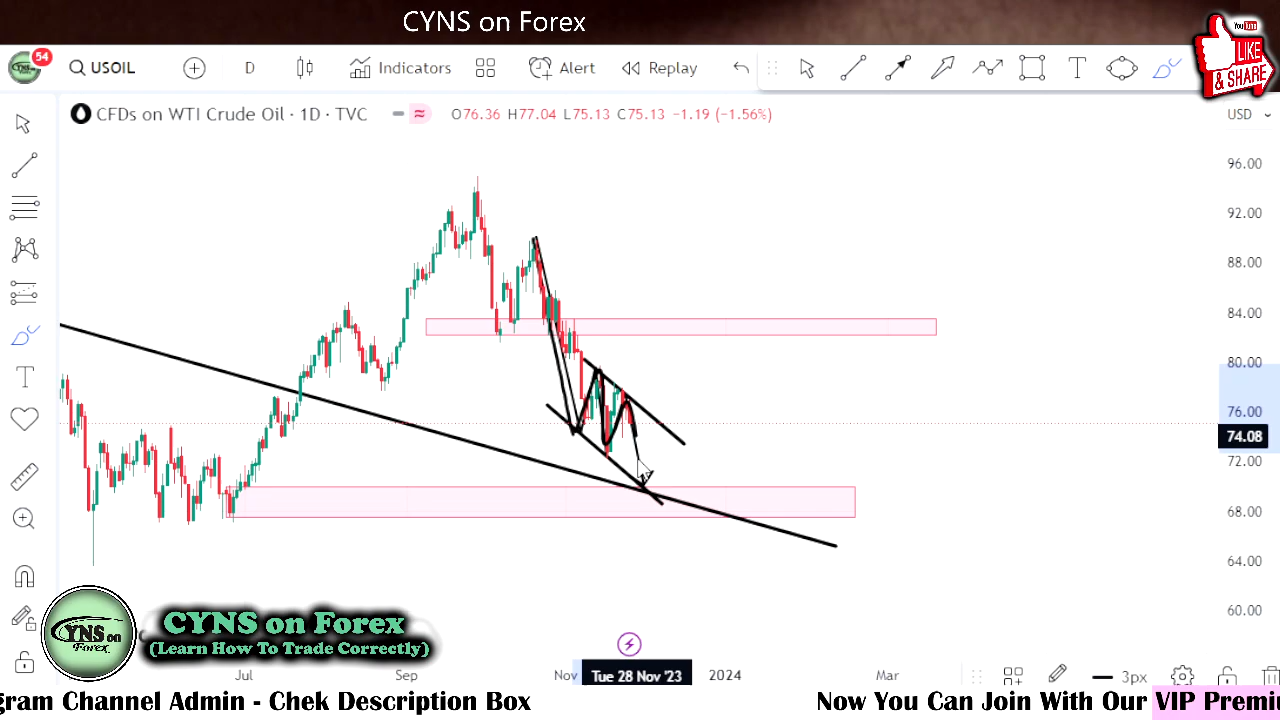 CYNS on Forex
54
USOIL
D
Indicators
Alert
Replay
YouTube
LIKE
& SHARE
CFDs on WTI Crude Oil · 1D · TVC
O76.36 H77.04 L75.13 C75.13 −1.19 (−1.56%)
USD
96.00
92.00
88.00
84.00
80.00
76.00
74.08
72.00
68.00
64.00
60.00
CYNS on
Forex
CYNS on Forex
(Learn How To Trade Correctly)
Jul
Sep
Nov
Tue 28 Nov '23
2024
Mar
3px
gram Channel Admin - Chek Description Box
Now You Can Join With Our VIP Premi